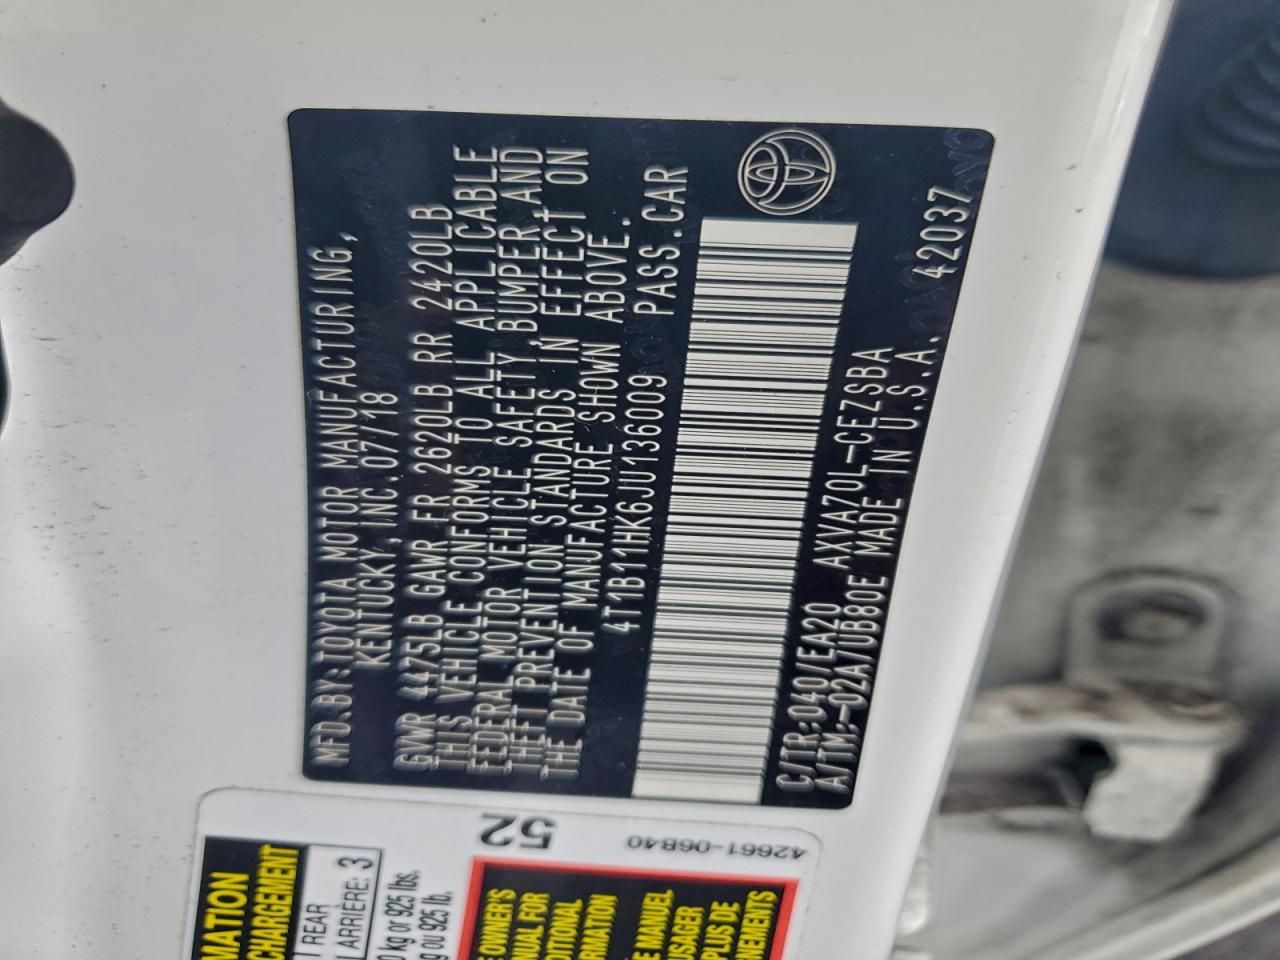 MFD.BY:TOYOTA MOTOR MANUFACTURING,
KENTUCKY,INC.07/18
GVWR 4475LB GAWR FR 2620LB RR 2420LB
THIS VEHICLE CONFORMS TO ALL APPLICABLE
FEDERAL MOTOR VEHICLE SAFETY, BUMPER, AND
THEFT PREVENTION STANDARDS IN EFFECT ON
THE DATE OF MANUFACTURE SHOWN ABOVE.
4T1B11HK6JU136009 PASS.CAR
C/TR:040/EA20 AXVA70L-CEZSBA
A/TM:-02A/UB80E MADE IN U.S.A. 42037
52
42661-06B40
MATION
CHARGEMENT
REAR
ARRIERE: 3
kg or 925 lbs.
kg ou 925 lb.
OWNER'S
MANUAL FOR
ITIONAL
RMATION
E MANUEL
USAGER
PLUS DE
NEMENTS